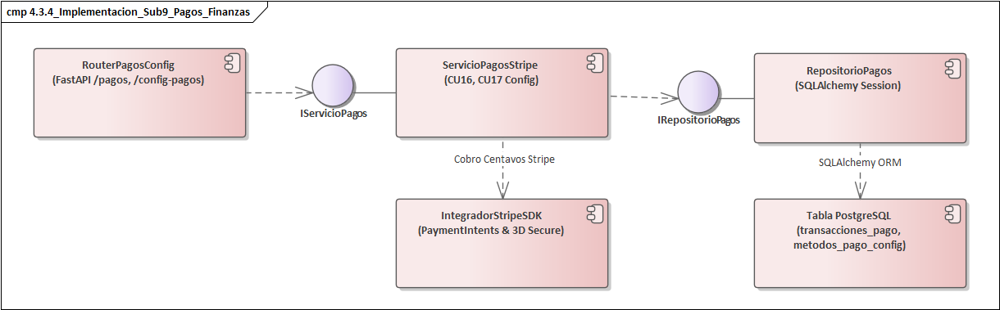 cmp 4.3.4_Implementacion_Sub9_Pagos_Finanzas
RouterPagosConfig
(FastAPI /pagos, /config-pagos)
IServicioPagos
ServicioPagosStripe
(CU16, CU17 Config)
IRepositorioPagos
RepositorioPagos
(SQLAlchemy Session)
Cobro Centavos Stripe
SQLAlchemy ORM
IntegradorStripeSDK
(PaymentIntents & 3D Secure)
Tabla PostgreSQL
(transacciones_pago,
metodos_pago_config)